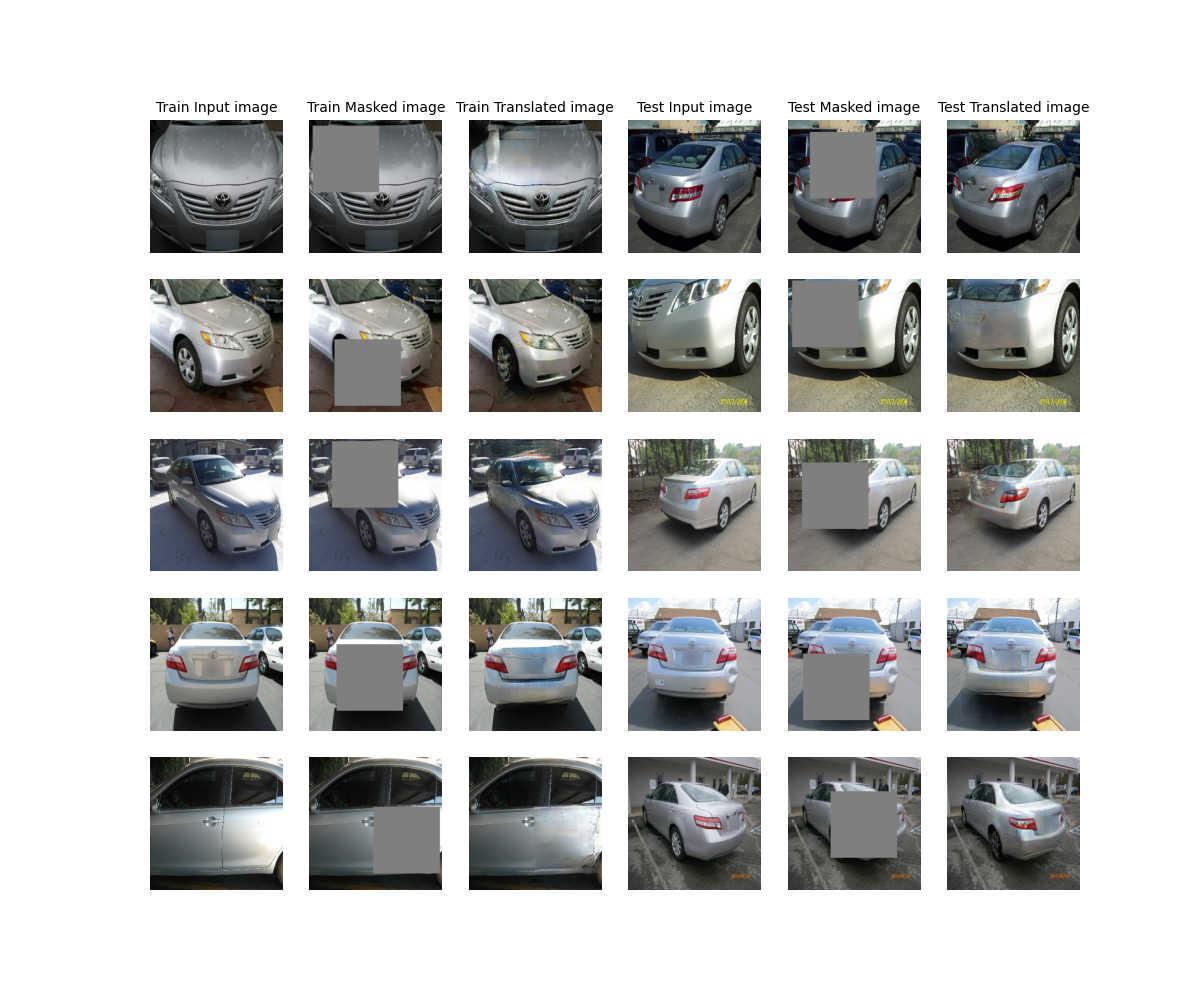 Train Input image
Train Masked image
Train Translated image
Test Input image
Test Masked image
Test Translated image